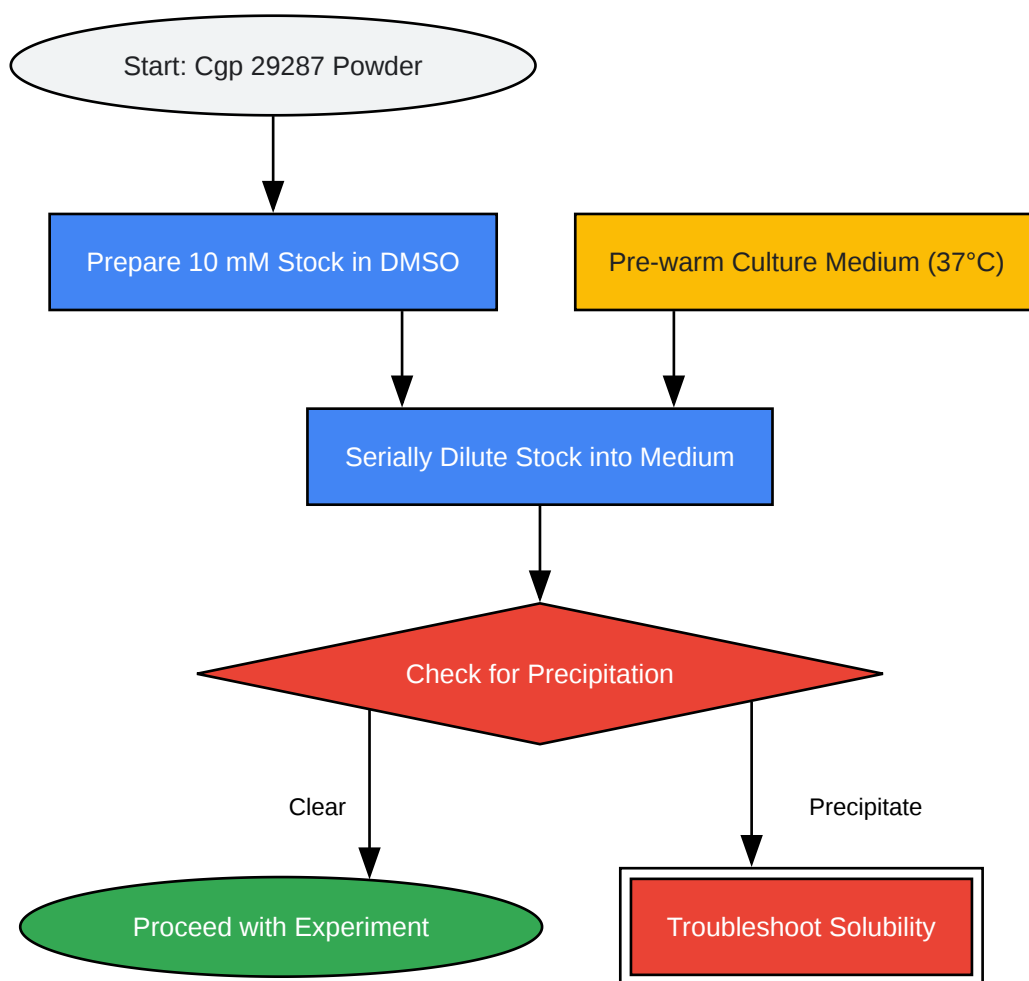 Start: Cgp 29287 Powder
Prepare 10 mM Stock in DMSO
Pre-warm Culture Medium (37°C)
Serially Dilute Stock into Medium
Check for Precipitation
Clear
Precipitate
Proceed with Experiment
Troubleshoot Solubility